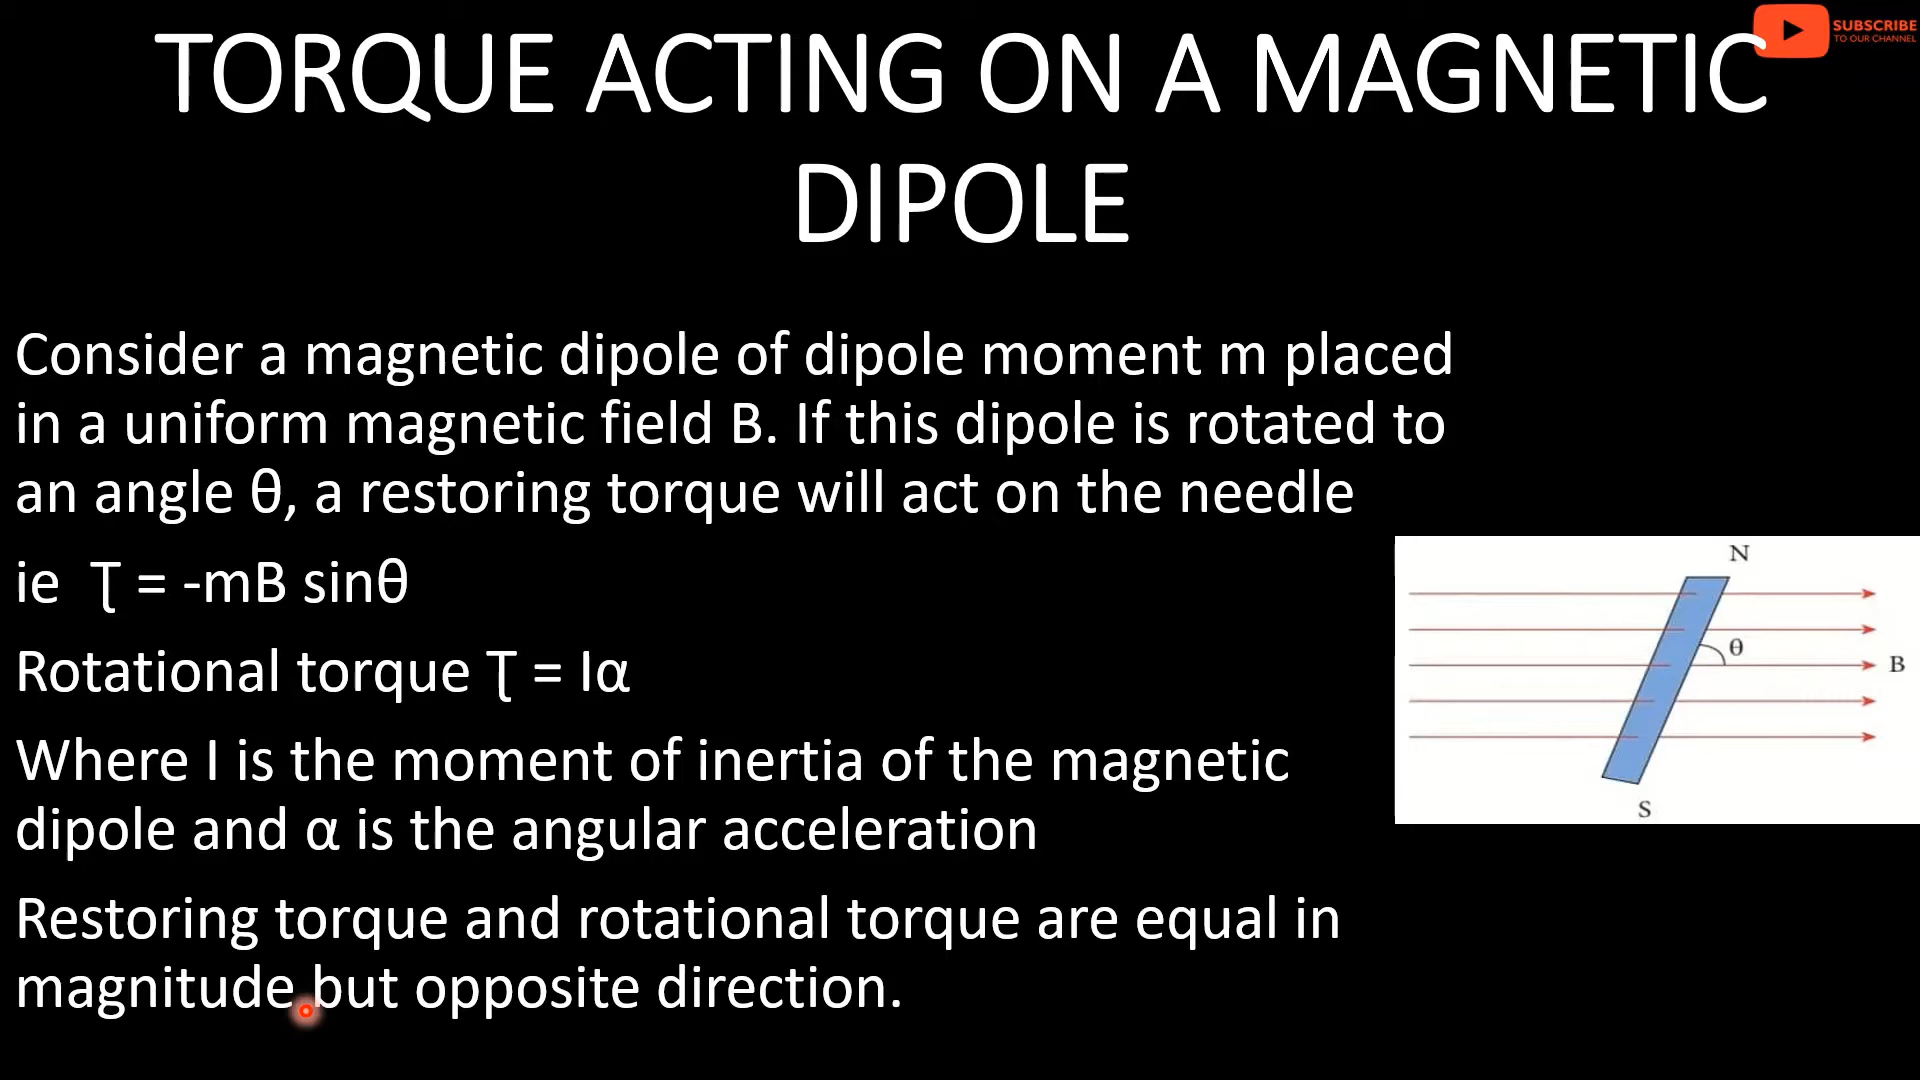 SUBSCRIBE
TO OUR CHANNEL
TORQUE ACTING ON A MAGNETIC
DIPOLE
Consider a magnetic dipole of dipole moment m placed
in a uniform magnetic field B. If this dipole is rotated to
an angle θ, a restoring torque will act on the needle
ie Ʈ = -mB sinθ
Rotational torque Ʈ = Iα
Where I is the moment of inertia of the magnetic
dipole and α is the angular acceleration
Restoring torque and rotational torque are equal in
magnitude but opposite direction.
N
θ
B
S